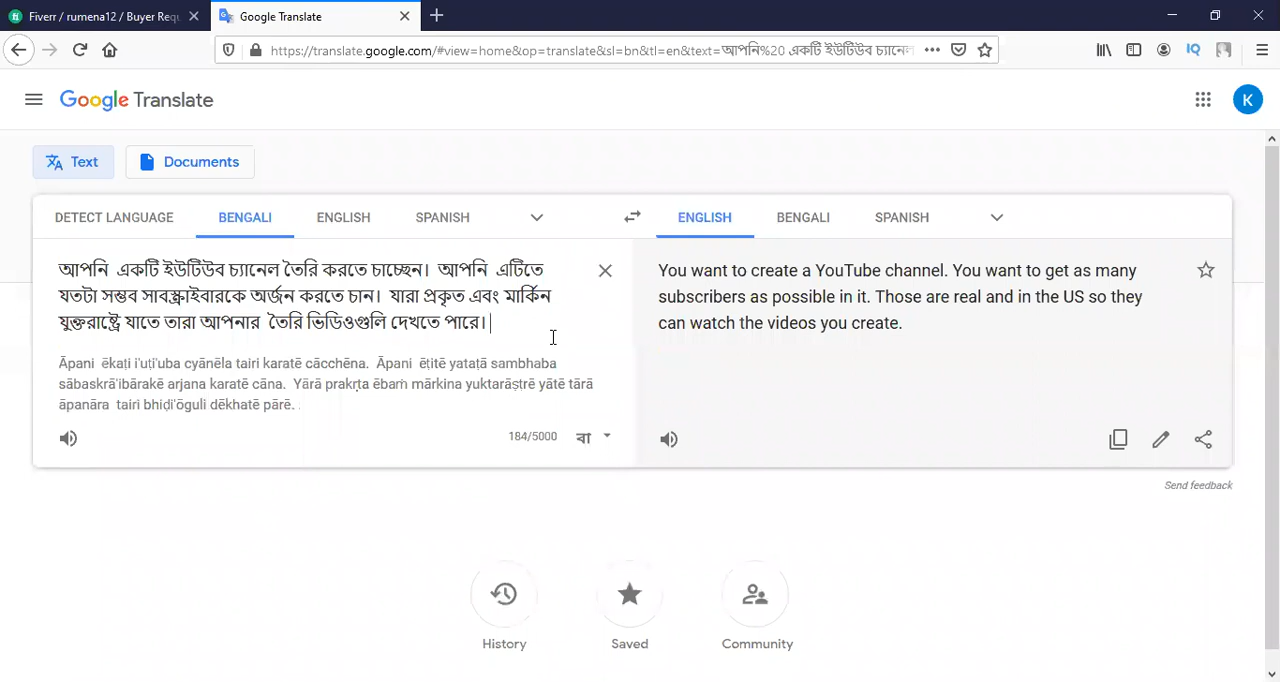 Fiverr / rumena12 / Buyer Requ
Google Translate
https://translate.google.com/#view=home&op=translate&sl=bn&tl=en&text=আপনি%20 একটি ইউটিউব চ্যানেল
Google Translate
K
Text
Documents
DETECT LANGUAGE
BENGALI
ENGLISH
SPANISH
ENGLISH
BENGALI
SPANISH
আপনি একটি ইউটিউব চ্যানেল তৈরি করতে চাচ্ছেন। আপনি এটিতে
যতটা সম্ভব সাবস্ক্রাইবারকে অর্জন করতে চান। যারা প্রকৃত এবং মার্কিন
যুক্তরাষ্ট্রে যাতে তারা আপনার তৈরি ভিডিওগুলি দেখতে পারে।
Āpani ēkaṭi i'uṭi'uba cyānēla tairi karatē cācchēna. Āpani ēṭitē yataṭā sambhaba
sābaskrā'ibārakē arjana karatē cāna. Yārā prakr̥ta ēbaṁ mārkina yuktarāṣṭrē yātē tārā
āpanāra tairi bhiḍi'ōguli dēkhatē pārē.
184/5000
বা
You want to create a YouTube channel. You want to get as many
subscribers as possible in it. Those are real and in the US so they
can watch the videos you create.
Send feedback
History
Saved
Community
IQ